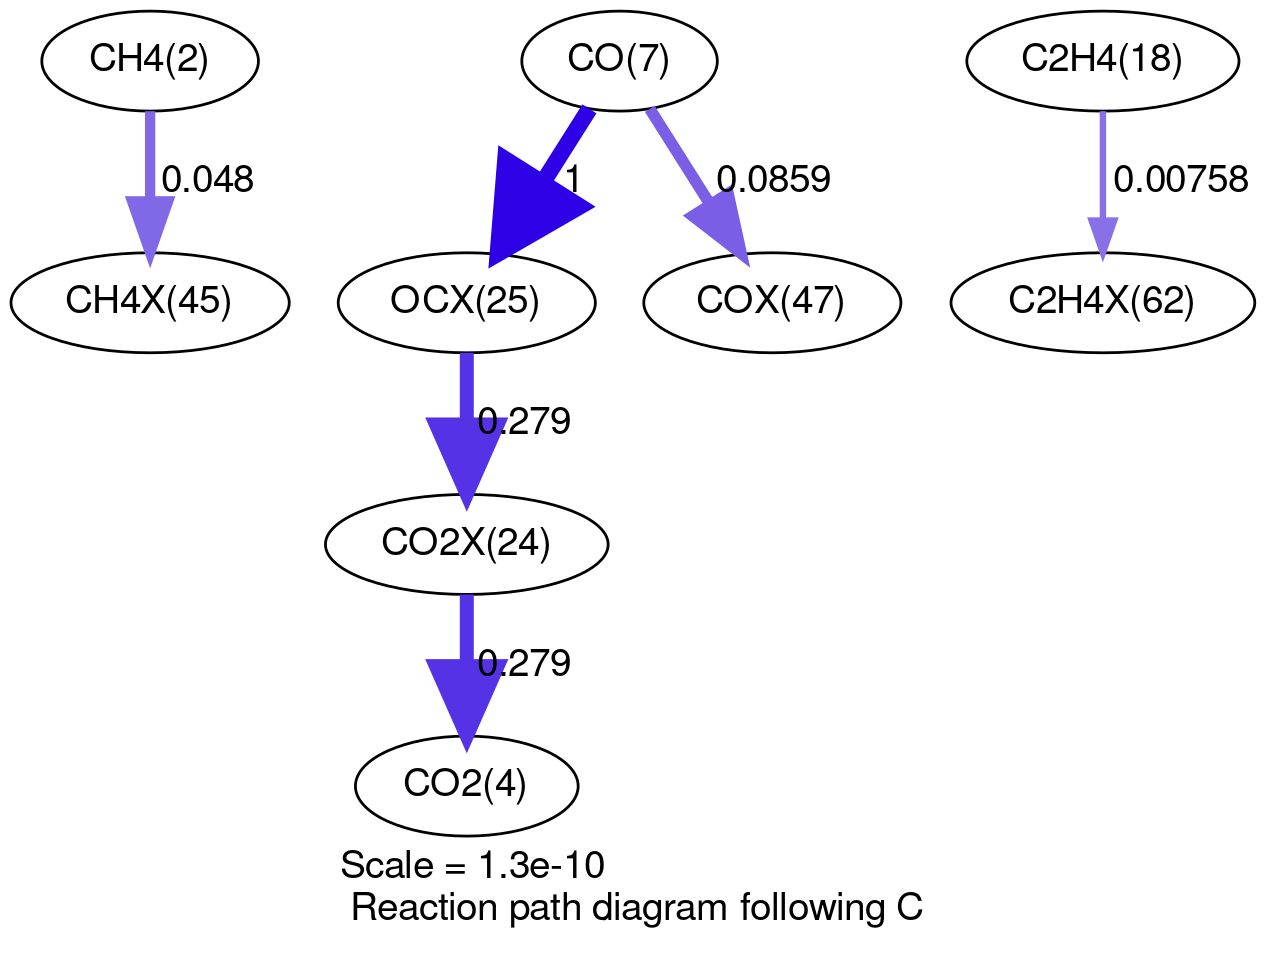 CH4(2)
CO(7)
C2H4(18)
0.048
1
0.0859
0.00758
CH4X(45)
OCX(25)
COX(47)
C2H4X(62)
0.279
CO2X(24)
0.279
CO2(4)
Scale = 1.3e-10
Reaction path diagram following C